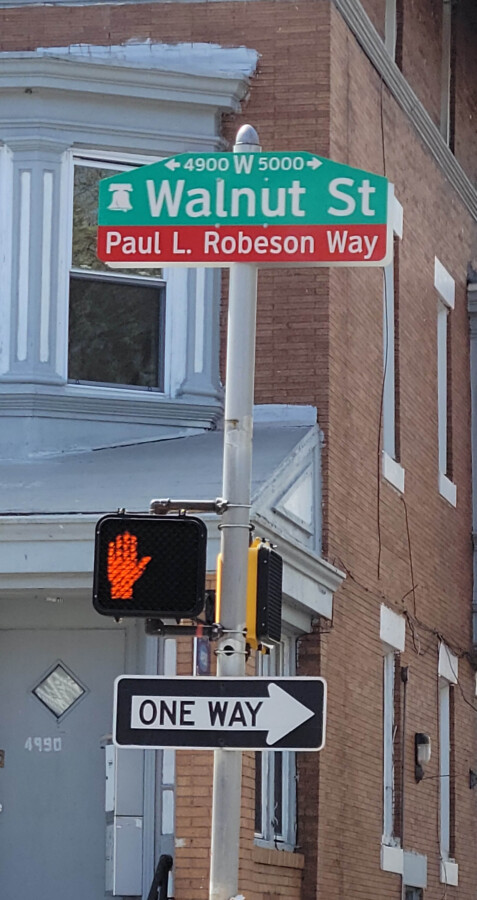 ← 4900 W 5000 →
Walnut St
Paul L. Robeson Way
ONE WAY
4990